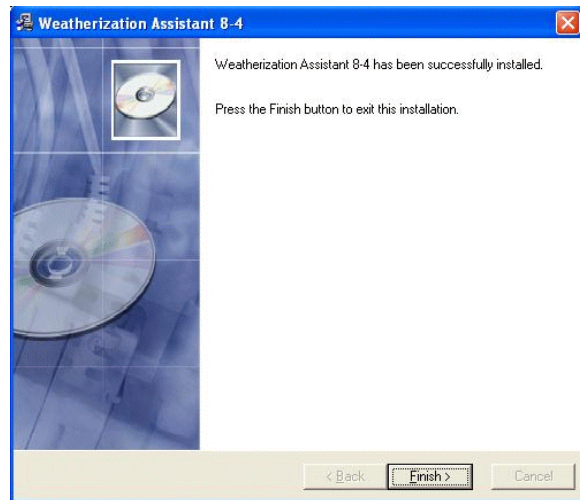 Weatherization Assistant 8-4
Weatherization Assistant 8-4 has been successfully installed.
Press the Finish button to exit this installation.
< Back
Finish >
Cancel